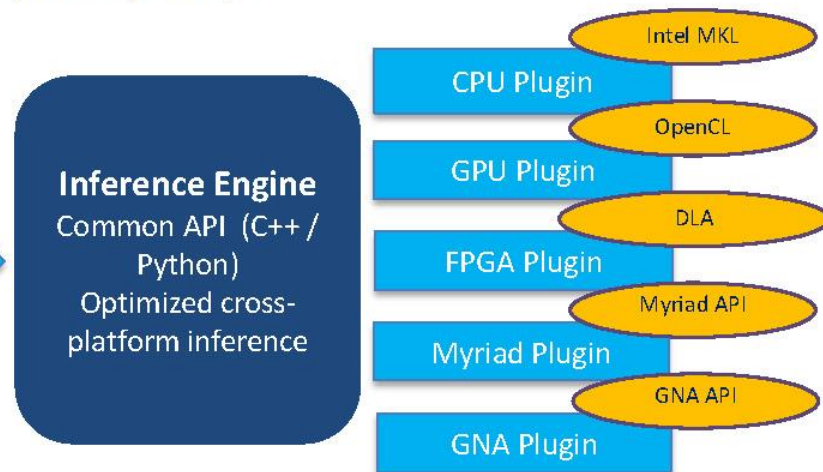 Inference Engine
Common API (C++ /
Python)
Optimized cross-
platform inference
Intel MKL
CPU Plugin
OpenCL
GPU Plugin
DLA
FPGA Plugin
Myriad API
Myriad Plugin
GNA API
GNA Plugin